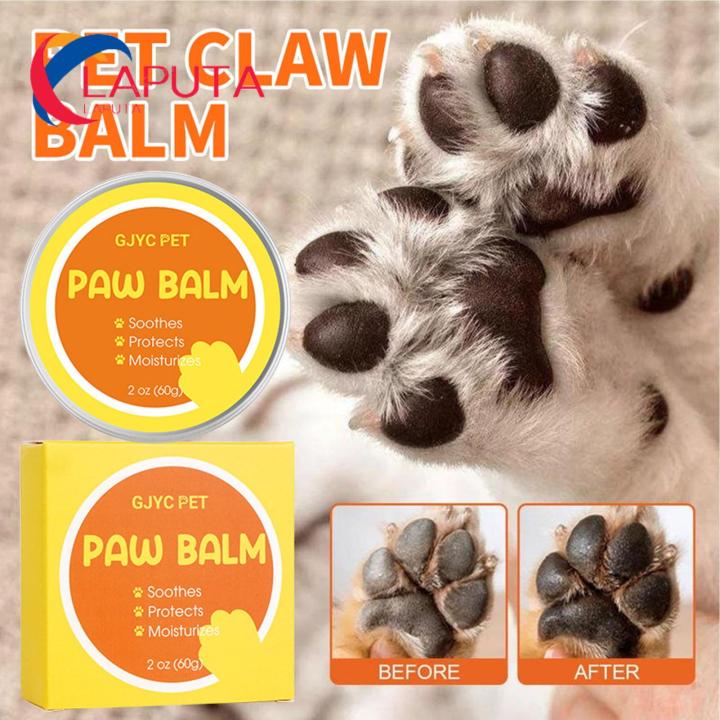 PET CLAW
BALM
LAPUTA
LAPUTA
GJYC PET
PAW BALM
Soothes
Protects
Moisturizes
2 oz (60g)
GJYC PET
PAW BALM
Soothes
Protects
Moisturizes
2 oz (60g)
BEFORE
AFTER